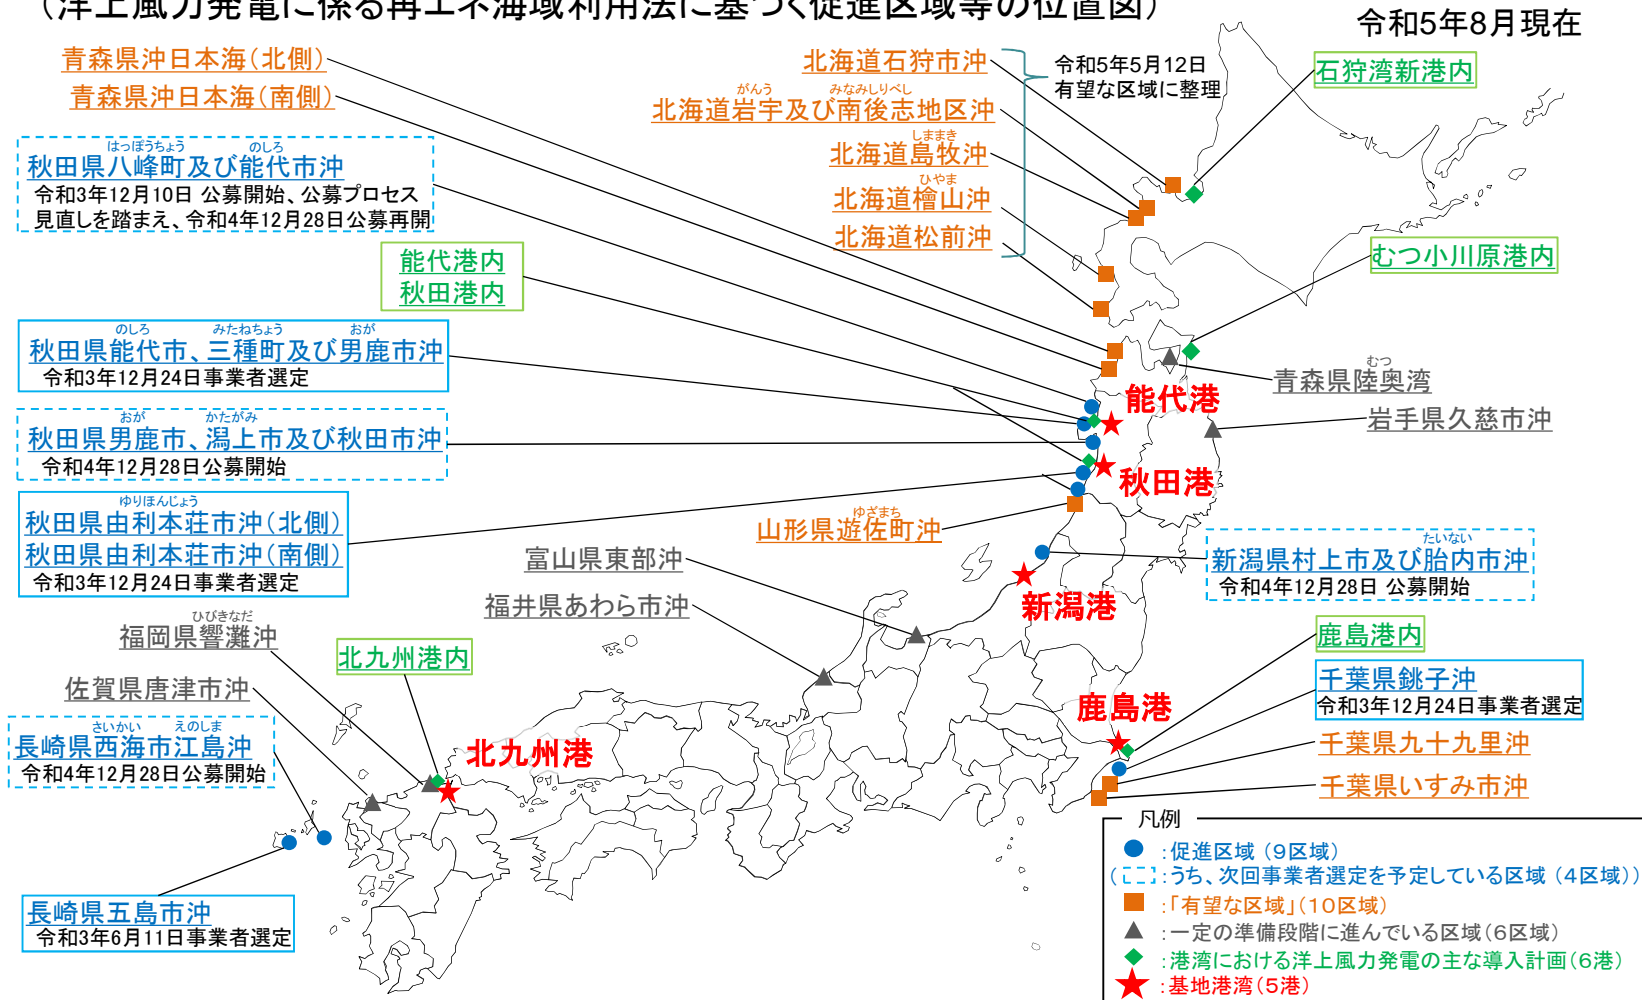 （洋上風力発電に係る再エネ海域利用法に基づく促進区域等の位置図）
令和5年8月現在
青森県沖日本海（北側）
青森県沖日本海（南側）
はっぽうちょう のしろ
秋田県八峰町及び能代市沖
令和3年12月10日 公募開始、公募プロセス
見直しを踏まえ、令和4年12月28日公募再開
能代港内
秋田港内
のしろ みたねちょう おが
秋田県能代市、三種町及び男鹿市沖
令和3年12月24日事業者選定
おが かたがみ
秋田県男鹿市、潟上市及び秋田市沖
令和4年12月28日公募開始
ゆりほんじょう
秋田県由利本荘市沖（北側）
秋田県由利本荘市沖（南側）
令和3年12月24日事業者選定
北海道石狩市沖
がんう みなみしりべし
北海道岩宇及び南後志地区沖
しままき
北海道島牧沖
ひやま
北海道檜山沖
北海道松前沖
令和5年5月12日
有望な区域に整理
石狩湾新港内
むつ小川原港内
むつ
青森県陸奥湾
岩手県久慈市沖
能代港
秋田港
ゆざまち
山形県遊佐町沖
たいない
新潟県村上市及び胎内市沖
令和4年12月28日 公募開始
新潟港
富山県東部沖
福井県あわら市沖
ひびきなだ
福岡県響灘沖
北九州港内
佐賀県唐津市沖
さいかい えのしま
長崎県西海市江島沖
令和4年12月28日公募開始
北九州港
長崎県五島市沖
令和3年6月11日事業者選定
鹿島港内
鹿島港
千葉県銚子沖
令和3年12月24日事業者選定
千葉県九十九里沖
千葉県いすみ市沖
凡例
：促進区域（9区域）
（ ：うち、次回事業者選定を予定している区域（4区域））
：「有望な区域」（10区域）
：一定の準備段階に進んでいる区域（6区域）
：港湾における洋上風力発電の主な導入計画（6港）
：基地港湾（5港）